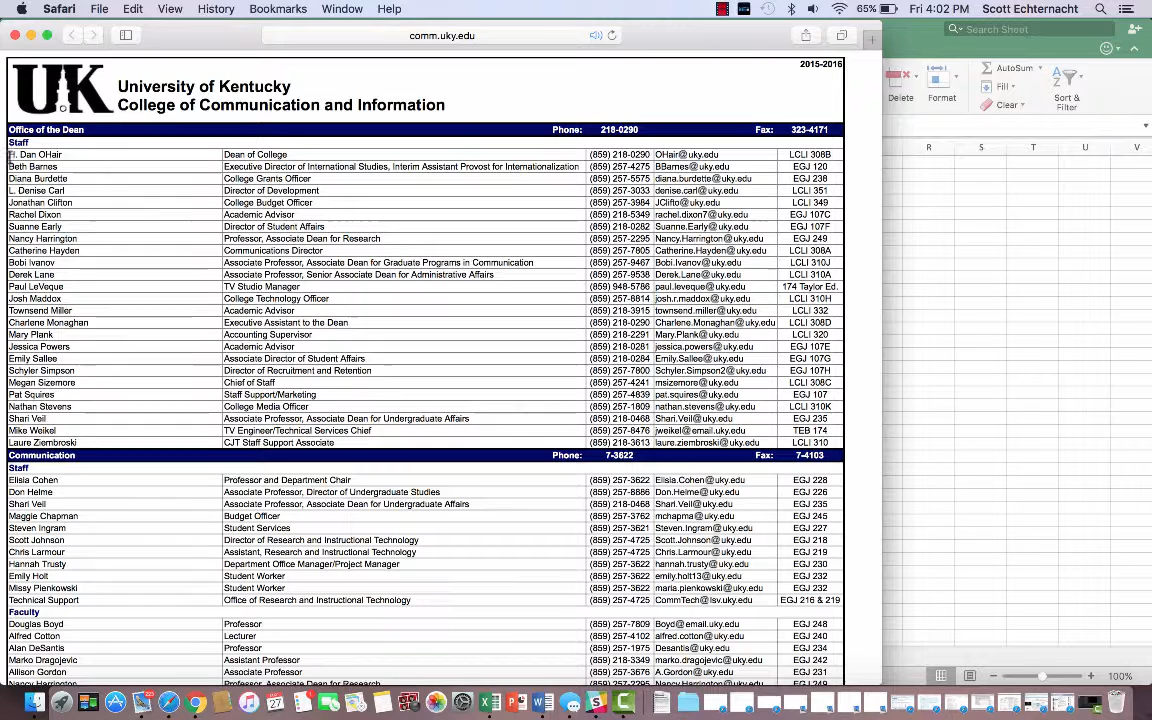 Safari File Edit View History Bookmarks Window Help 65% Fri 4:02 PM Scott Echternacht
comm.uky.edu
Search Sheet
Delete Format AutoSum Fill Clear Sort & Filter
2015-2016
UK University of Kentucky
College of Communication and Information
Office of the Dean Phone: 218-0290 Fax: 323-4171
Staff
H. Dan OHair Dean of College (859) 218-0290 OHair@uky.edu LCLI 308B
Beth Barnes Executive Director of International Studies, Interim Assistant Provost for Internationalization (859) 257-4275 BBarnes@uky.edu EGJ 120
Diana Burdette College Grants Officer (859) 257-5575 diana.burdette@uky.edu EGJ 238
L. Denise Carl Director of Development (859) 257-3033 denise.carl@uky.edu LCLI 351
Jonathan Clifton College Budget Officer (859) 257-3984 JClifto@uky.edu LCLI 349
Rachel Dixon Academic Advisor (859) 218-5349 rachel.dixon7@uky.edu EGJ 107C
Suanne Early Director of Student Affairs (859) 218-0282 Suanne.Early@uky.edu EGJ 107F
Nancy Harrington Professor, Associate Dean for Research (859) 257-2295 Nancy.Harrington@uky.edu EGJ 249
Catherine Hayden Communications Director (859) 257-7805 Catherine.Hayden@uky.edu LCLI 308A
Bobi Ivanov Associate Professor, Associate Dean for Graduate Programs in Communication (859) 257-9467 Bobi.Ivanov@uky.edu LCLI 310J
Derek Lane Associate Professor, Senior Associate Dean for Administrative Affairs (859) 257-9538 Derek.Lane@uky.edu LCLI 310A
Paul LeVeque TV Studio Manager (859) 948-5786 paul.leveque@uky.edu 174 Taylor Ed.
Josh Maddox College Technology Officer (859) 257-8814 josh.r.maddox@uky.edu LCLI 310H
Townsend Miller Academic Advisor (859) 218-3915 townsend.miller@uky.edu LCLI 332
Charlene Monaghan Executive Assistant to the Dean (859) 218-0290 Charlene.Monaghan@uky.edu LCLI 308D
Mary Plank Accounting Supervisor (859) 218-2291 Mary.Plank@uky.edu LCLI 320
Jessica Powers Academic Advisor (859) 218-0281 jessica.powers@uky.edu EGJ 107E
Emily Sallee Associate Director of Student Affairs (859) 218-0284 Emily.Sallee@uky.edu EGJ 107G
Schyler Simpson Director of Recruitment and Retention (859) 257-7800 Schyler.Simpson2@uky.edu EGJ 107H
Megan Sizemore Chief of Staff (859) 257-4241 msizemore@uky.edu LCLI 308C
Pat Squires Staff Support/Marketing (859) 257-4839 pat.squires@uky.edu EGJ 107
Nathan Stevens College Media Officer (859) 257-1809 nathan.stevens@uky.edu LCLI 310K
Shari Veil Associate Professor, Associate Dean for Undergraduate Affairs (859) 218-0468 Shari.Veil@uky.edu EGJ 235
Mike Weikel TV Engineer/Technical Services Chief (859) 257-8476 jweikel@email.uky.edu TEB 174
Laure Ziembroski CJT Staff Support Associate (859) 218-3613 laure.ziembroski@uky.edu LCLI 310
Communication Phone: 7-3622 Fax: 7-4103
Staff
Elisia Cohen Professor and Department Chair (859) 257-3622 Elisia.Cohen@uky.edu EGJ 228
Don Helme Associate Professor, Director of Undergraduate Studies (859) 257-8886 Don.Helme@uky.edu EGJ 226
Shari Veil Associate Professor, Associate Dean for Undergraduate Affairs (859) 218-0468 Shari.Veil@uky.edu EGJ 235
Maggie Chapman Budget Officer (859) 257-3762 mchapma@uky.edu EGJ 245
Steven Ingram Student Services (859) 257-3621 Steven.Ingram@uky.edu EGJ 227
Scott Johnson Director of Research and Instructional Technology (859) 257-4725 Scott.Johnson@uky.edu EGJ 218
Chris Larmour Assistant, Research and Instructional Technology (859) 257-4725 Chris.Larmour@uky.edu EGJ 219
Hannah Trusty Department Office Manager/Project Manager (859) 257-3622 hannah.trusty@uky.edu EGJ 230
Emily Holt Student Worker (859) 257-3622 emily.holt13@uky.edu EGJ 232
Missy Pienkowski Student Worker (859) 257-3622 maria.pienkowski@uky.edu EGJ 232
Technical Support Office of Research and Instructional Technology (859) 257-4725 CommTech@lsv.uky.edu EGJ 216 & 219
Faculty
Douglas Boyd Professor (859) 257-7809 Boyd@email.uky.edu EGJ 248
Alfred Cotton Lecturer (859) 257-4102 alfred.cotton@uky.edu EGJ 240
Alan DeSantis Professor (859) 257-1975 Desantis@uky.edu EGJ 234
Marko Dragojevic Assistant Professor (859) 218-3349 marko.dragojevic@uky.edu EGJ 242
Allison Gordon Professor (859) 257-3676 A.Gordon@uky.edu EGJ 231
Nancy Harrington Professor (859) 257-2295 Nancy.Harrington@uky.edu EGJ 249
R S T U V
100%